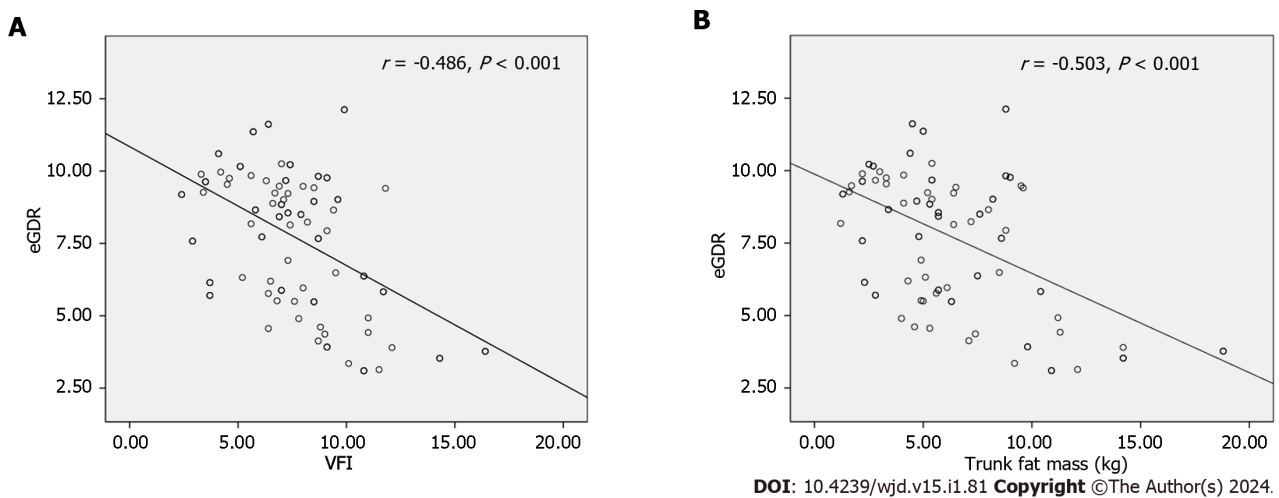 A
r = -0.486, P < 0.001
eGDR
12.50
10.00
7.50
5.00
2.50
0.00 5.00 10.00 15.00 20.00
VFI
B
r = -0.503, P < 0.001
eGDR
12.50
10.00
7.50
5.00
2.50
0.00 5.00 10.00 15.00 20.00
Trunk fat mass (kg)
DOI: 10.4239/wjd.v15.i1.81 Copyright ©The Author(s) 2024.